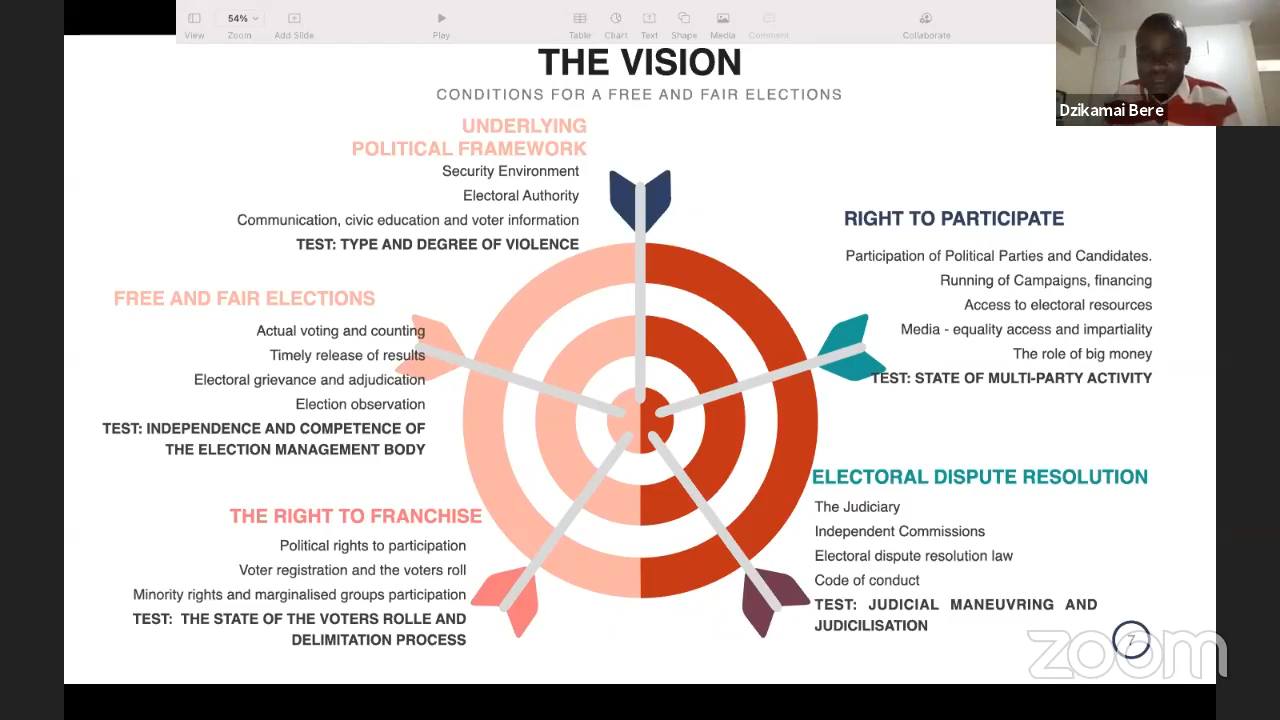 54%
View
Zoom
Add Slide
Play
Table
Chart
Text
Shape
Media
Comment
Collaborate
Dzikamai Bere
THE VISION
CONDITIONS FOR A FREE AND FAIR ELECTIONS
UNDERLYING
POLITICAL FRAMEWORK
Security Environment
Electoral Authority
Communication, civic education and voter information
TEST: TYPE AND DEGREE OF VIOLENCE
RIGHT TO PARTICIPATE
Participation of Political Parties and Candidates.
Running of Campaigns, financing
Access to electoral resources
Media - equality access and impartiality
The role of big money
TEST: STATE OF MULTI-PARTY ACTIVITY
FREE AND FAIR ELECTIONS
Actual voting and counting
Timely release of results
Electoral grievance and adjudication
Election observation
TEST: INDEPENDENCE AND COMPETENCE OF
THE ELECTION MANAGEMENT BODY
ELECTORAL DISPUTE RESOLUTION
The Judiciary
Independent Commissions
Electoral dispute resolution law
Code of conduct
TEST: JUDICIAL MANEUVRING AND
JUDICILISATION
THE RIGHT TO FRANCHISE
Political rights to participation
Voter registration and the voters roll
Minority rights and marginalised groups participation
TEST: THE STATE OF THE VOTERS ROLLE AND
DELIMITATION PROCESS
7
zoom